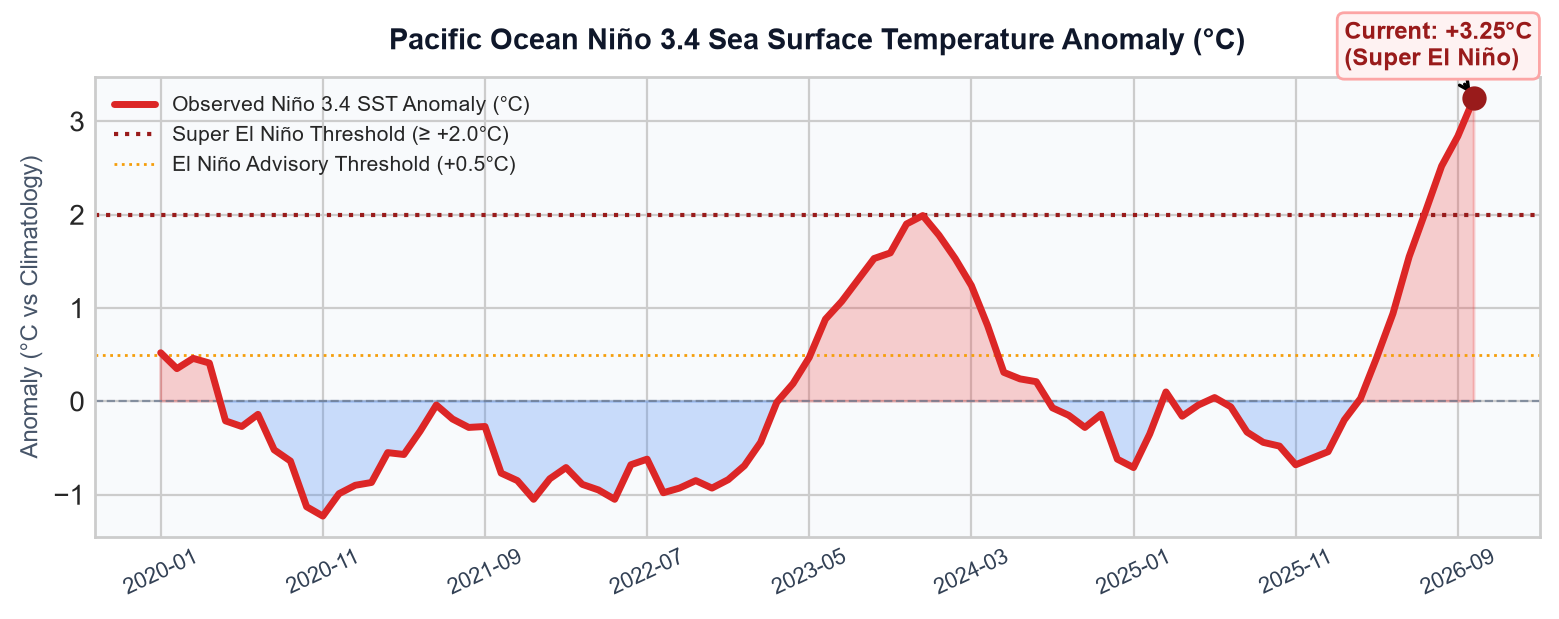 Pacific Ocean Niño 3.4 Sea Surface Temperature Anomaly (°C)
Current: +3.25°C
(Super El Niño)
Observed Niño 3.4 SST Anomaly (°C)
Super El Niño Threshold (≥ +2.0°C)
El Niño Advisory Threshold (+0.5°C)
Anomaly (°C vs Climatology)
3
2
1
0
−1
2020-01
2020-11
2021-09
2022-07
2023-05
2024-03
2025-01
2025-11
2026-09